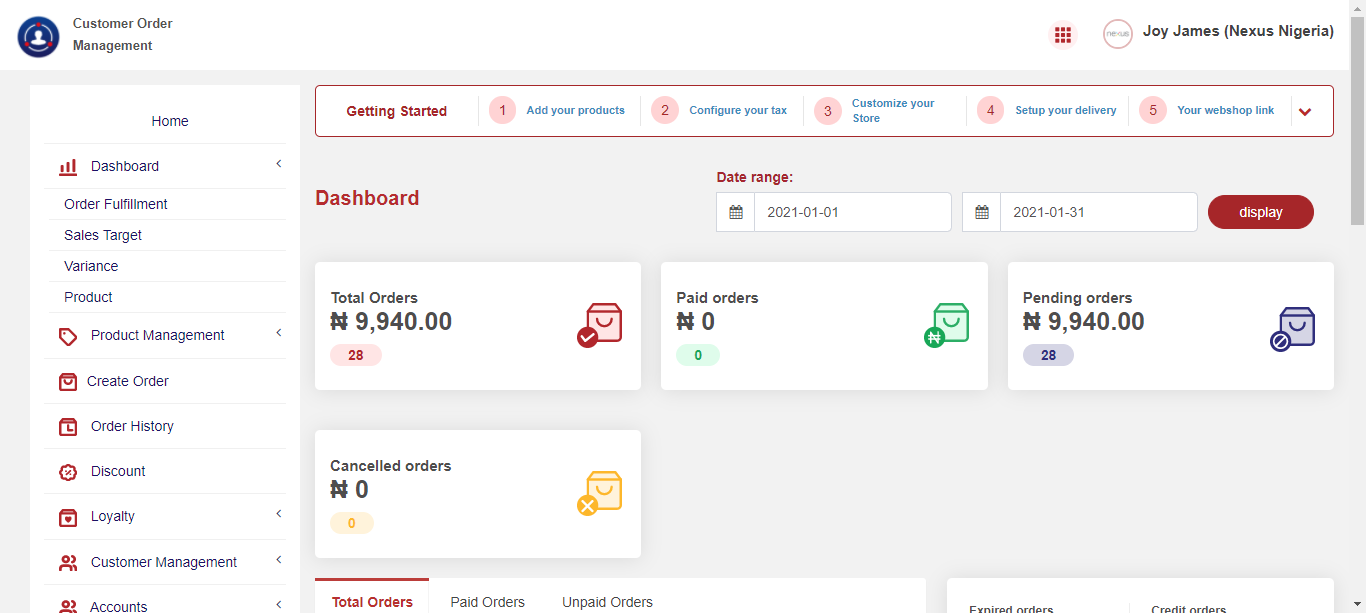 Customer Order
Management
nexus
Joy James (Nexus Nigeria)
Home
Dashboard
Order Fulfillment
Sales Target
Variance
Product
Product Management
Create Order
Order History
Discount
Loyalty
Customer Management
Accounts
Getting Started
1 Add your products
2 Configure your tax
3 Customize your
Store
4 Setup your delivery
5 Your webshop link
Dashboard
Date range:
2021-01-01
2021-01-31
display
Total Orders
₦ 9,940.00
28
Paid orders
₦ 0
0
Pending orders
₦ 9,940.00
28
Cancelled orders
₦ 0
0
Total Orders
Paid Orders
Unpaid Orders
Expired orders
Credit orders